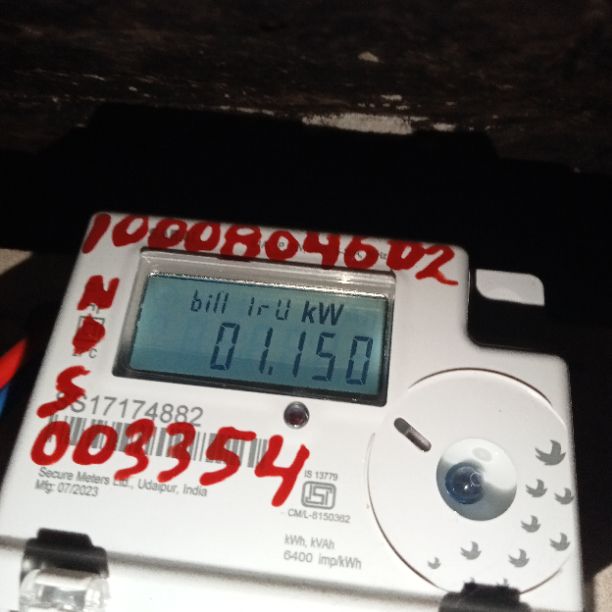 1000804602
bill 1rU kW
01.150
NDS
S17174882
003354
Secure Meters Ltd., Udaipur, India
Mfg: 07/2023
IS 13779
CM/L-8150362
kWh, kVAh
6400 imp/kWh